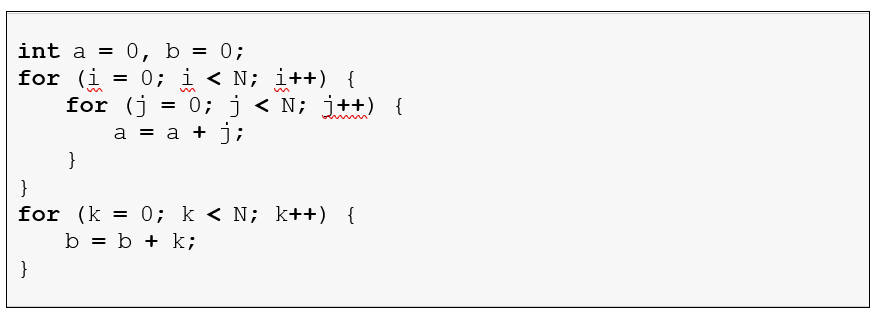 int a = 0, b = 0;
for (i = 0; i < N; i++) {
    for (j = 0; j < N; j++) {
        a = a + j;
    }
}
for (k = 0; k < N; k++) {
    b = b + k;
}